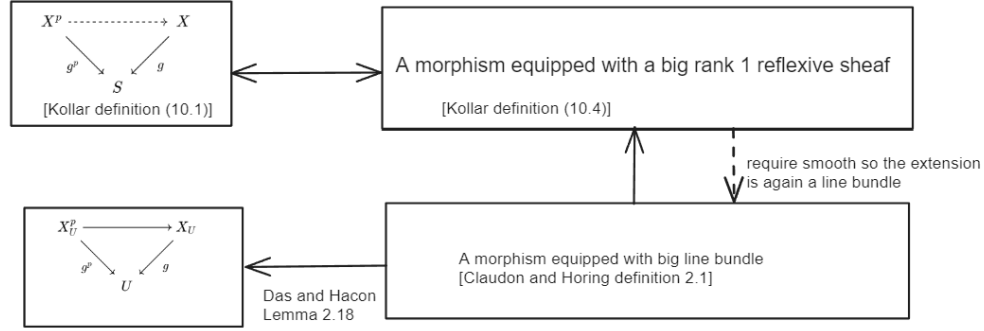 X^p X
g^p g
S
[Kollar definition (10.1)]
A morphism equipped with a big rank 1 reflexive sheaf
[Kollar definition (10.4)]
require smooth so the extension
is again a line bundle
X_U^p X_U
g^p g
U
Das and Hacon
Lemma 2.18
A morphism equipped with big line bundle
[Claudon and Horing definition 2.1]